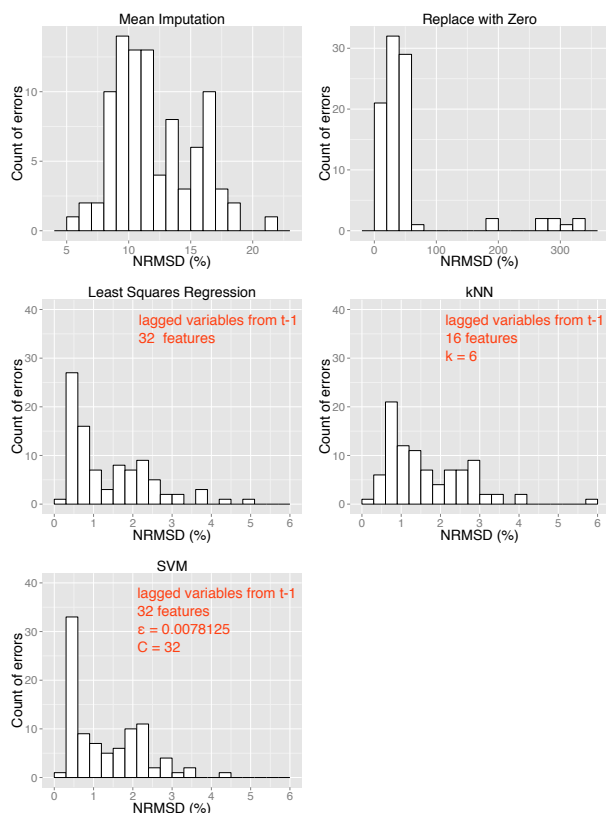 Mean Imputation
Count of errors
10
5
0
5
10
15
20
NRMSD (%)
Replace with Zero
Count of errors
30
20
10
0
0
100
200
300
NRMSD (%)
Least Squares Regression
lagged variables from t-1
32 features
Count of errors
40
30
20
10
0
0
1
2
3
4
5
6
NRMSD (%)
kNN
lagged variables from t-1
16 features
k = 6
Count of errors
40
30
20
10
0
0
1
2
3
4
5
6
NRMSD (%)
SVM
lagged variables from t-1
32 features
ε = 0.0078125
C = 32
Count of errors
40
30
20
10
0
0
1
2
3
4
5
6
NRMSD (%)